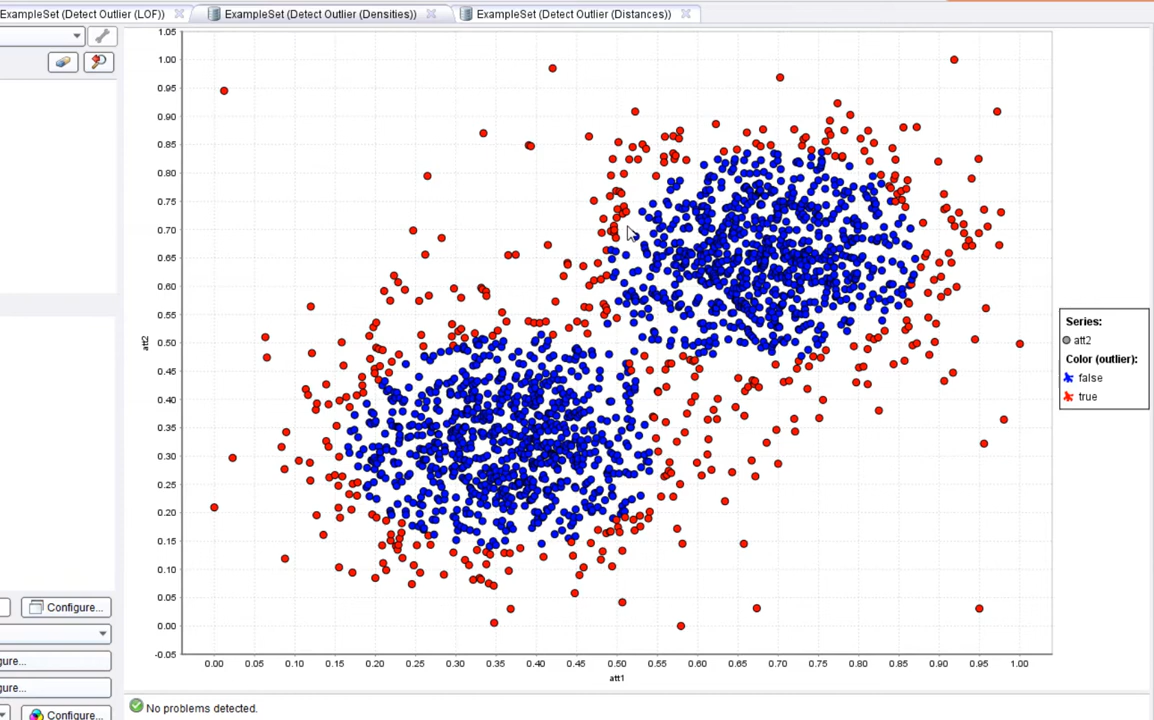 ExampleSet (Detect Outlier (LOF))
ExampleSet (Detect Outlier (Densities))
ExampleSet (Detect Outlier (Distances))
1.05
1.00
0.95
0.90
0.85
0.80
0.75
0.70
0.65
0.60
0.55
0.50
0.45
0.40
0.35
0.30
0.25
0.20
0.15
0.10
0.05
0.00
-0.05
att2
0.00 0.05 0.10 0.15 0.20 0.25 0.30 0.35 0.40 0.45 0.50 0.55 0.60 0.65 0.70 0.75 0.80 0.85 0.90 0.95 1.00
att1
Series:
att2
Color (outlier):
false
true
Configure...
gure...
gure...
Configure...
No problems detected.